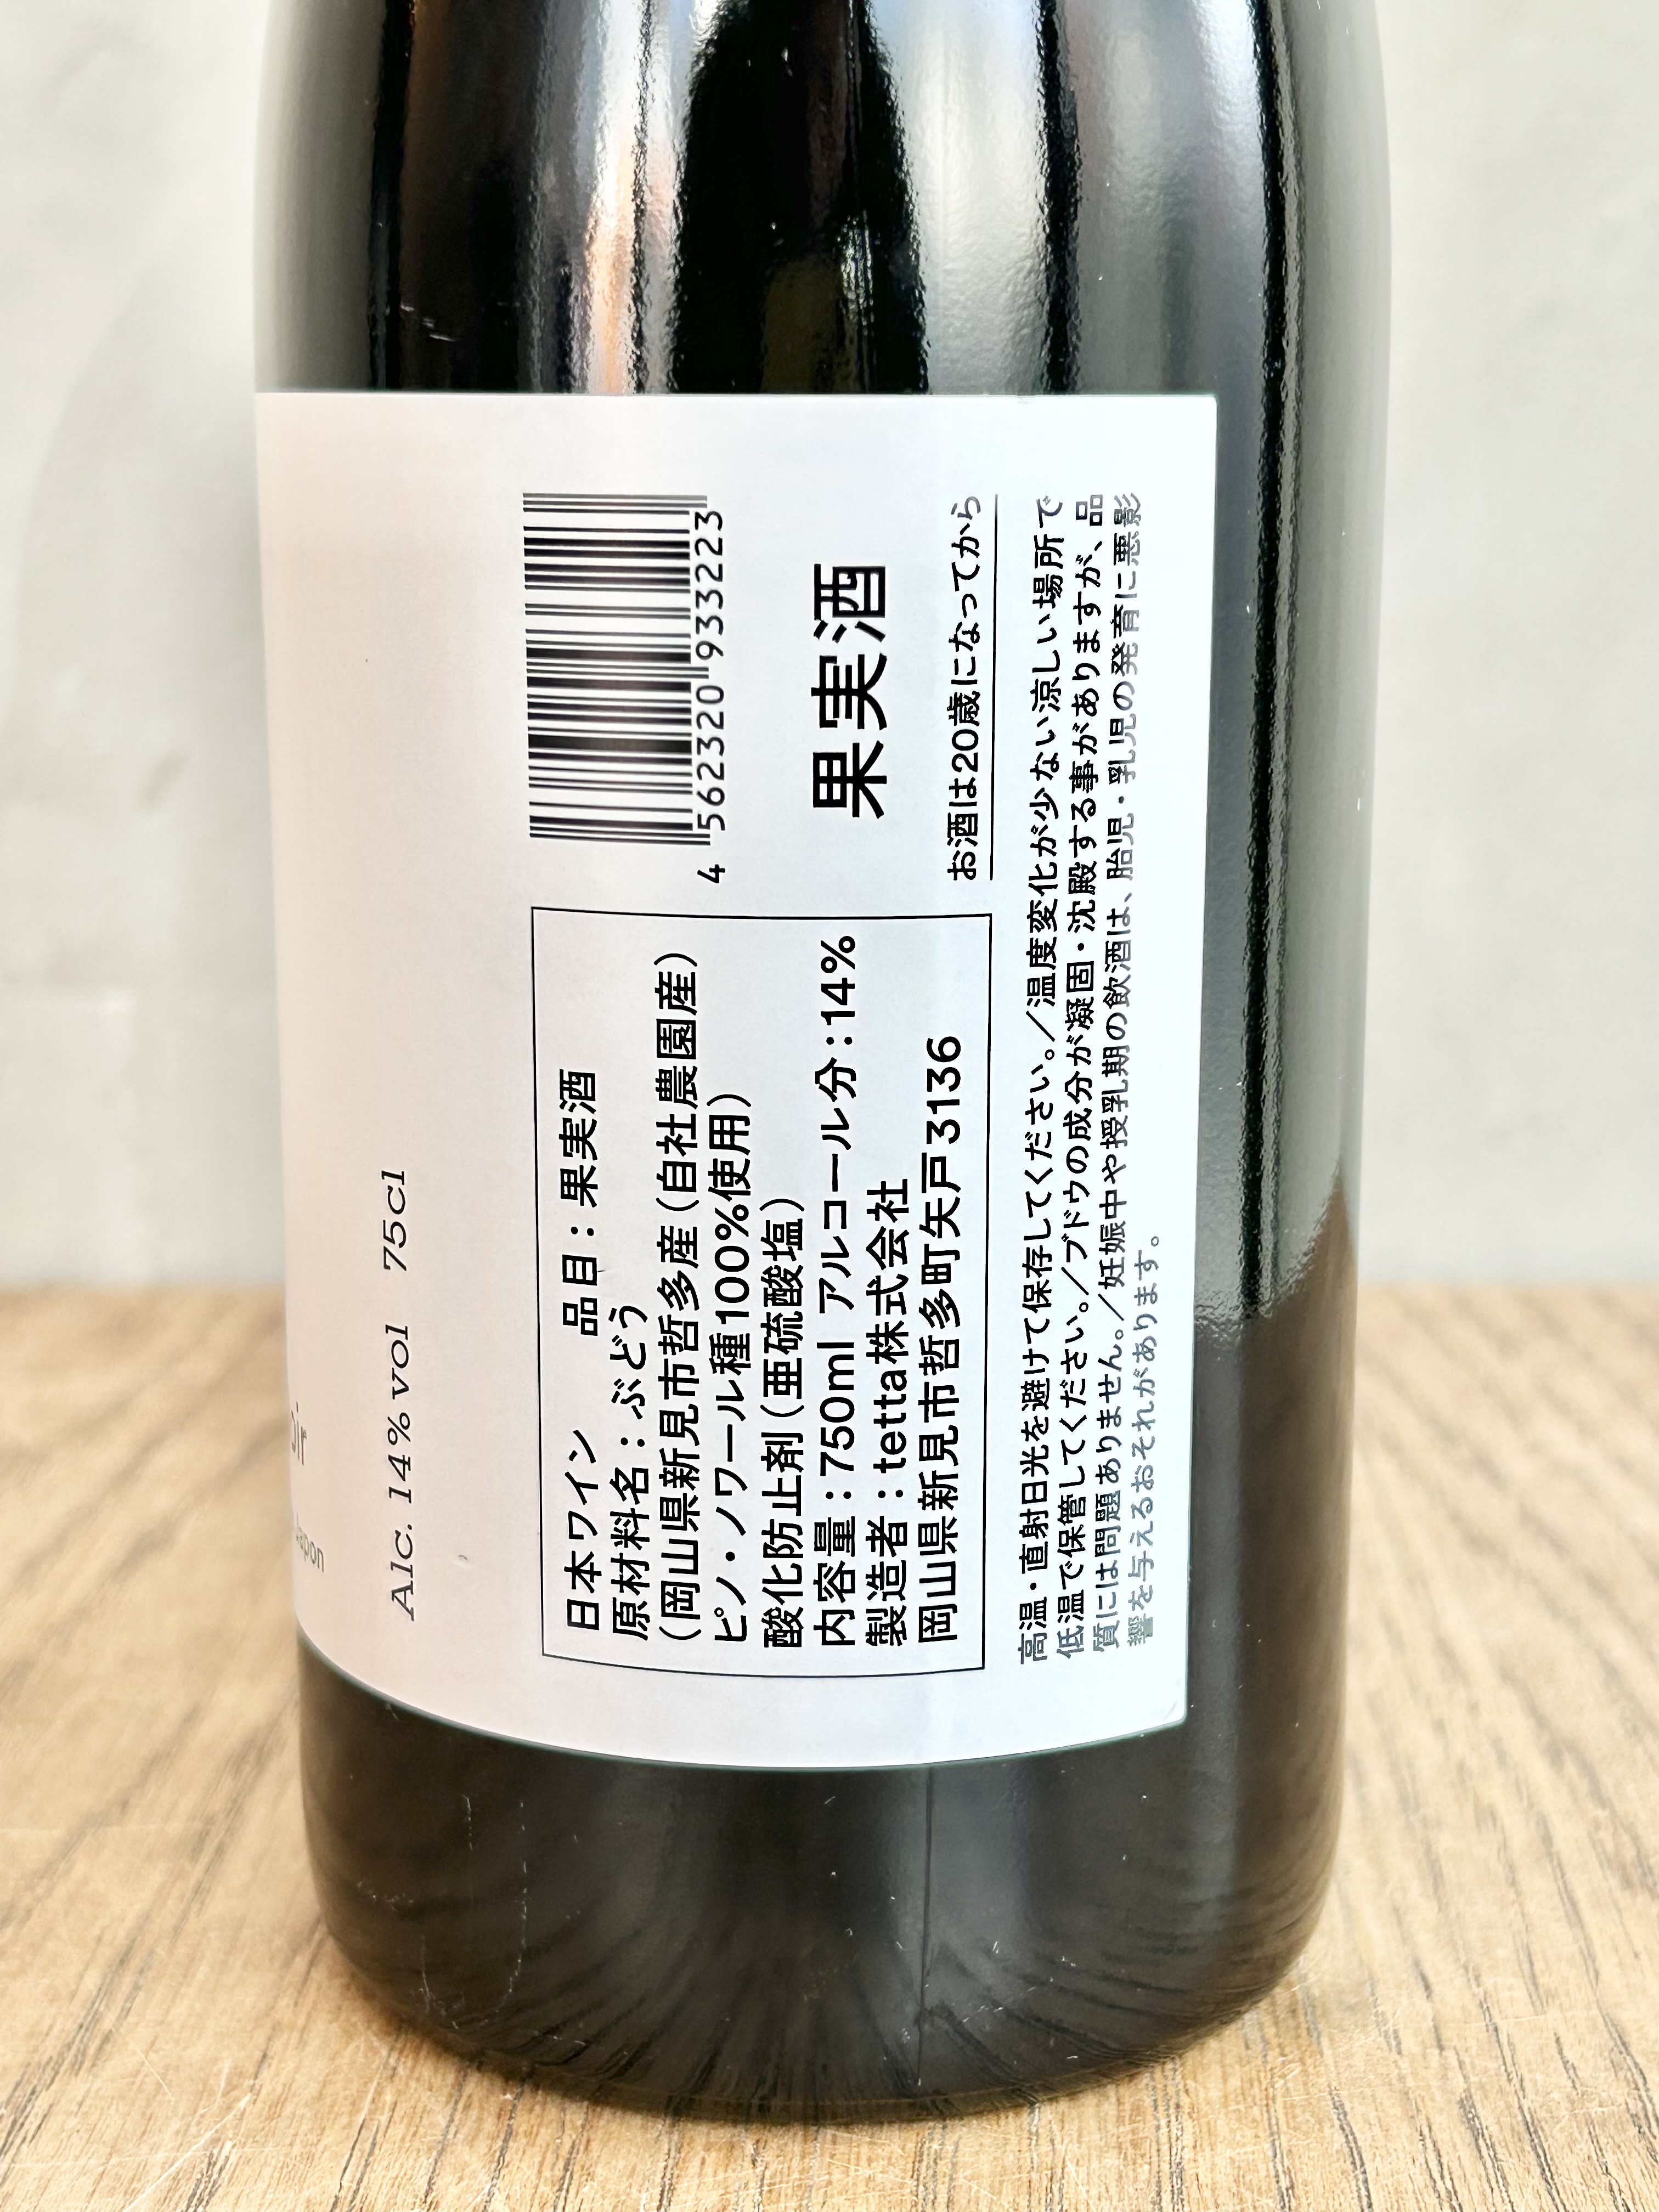 Japon
Alc. 14% vol 75cl
日本ワイン 品目：果実酒
原材料名：ぶどう
（岡山県新見市哲多産（自社農園産）
ピノ・ノワール種100%使用）
酸化防止剤（亜硫酸塩）
内容量：750ml アルコール分：14%
製造者：tetta株式会社
岡山県新見市哲多町矢戸3136
4 562320 933223
果実酒
お酒は20歳になってから
高温・直射日光を避けて保存してください。／温度変化が少ない涼しい場所で
低温で保管してください。／ブドウの成分が凝固・沈殿する事がありますが、品
質には問題ありません。／妊娠中や授乳期の飲酒は、胎児・乳児の発育に悪影
響を与えるおそれがあります。